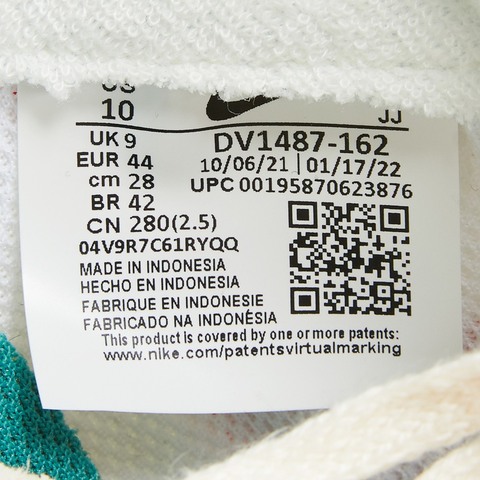 US
10
JJ
UK 9
EUR 44
cm 28
BR 42
CN 280(2.5)
04V9R7C61RYQQ
DV1487-162
10/06/21 | 01/17/22
UPC 00195870623876
MADE IN INDONESIA
HECHO EN INDONESIA
FABRIQUE EN INDONESIE
FABRICADO NA INDONÉSIA
This product is covered by one or more patents:
www.nike.com/patentsvirtualmarking